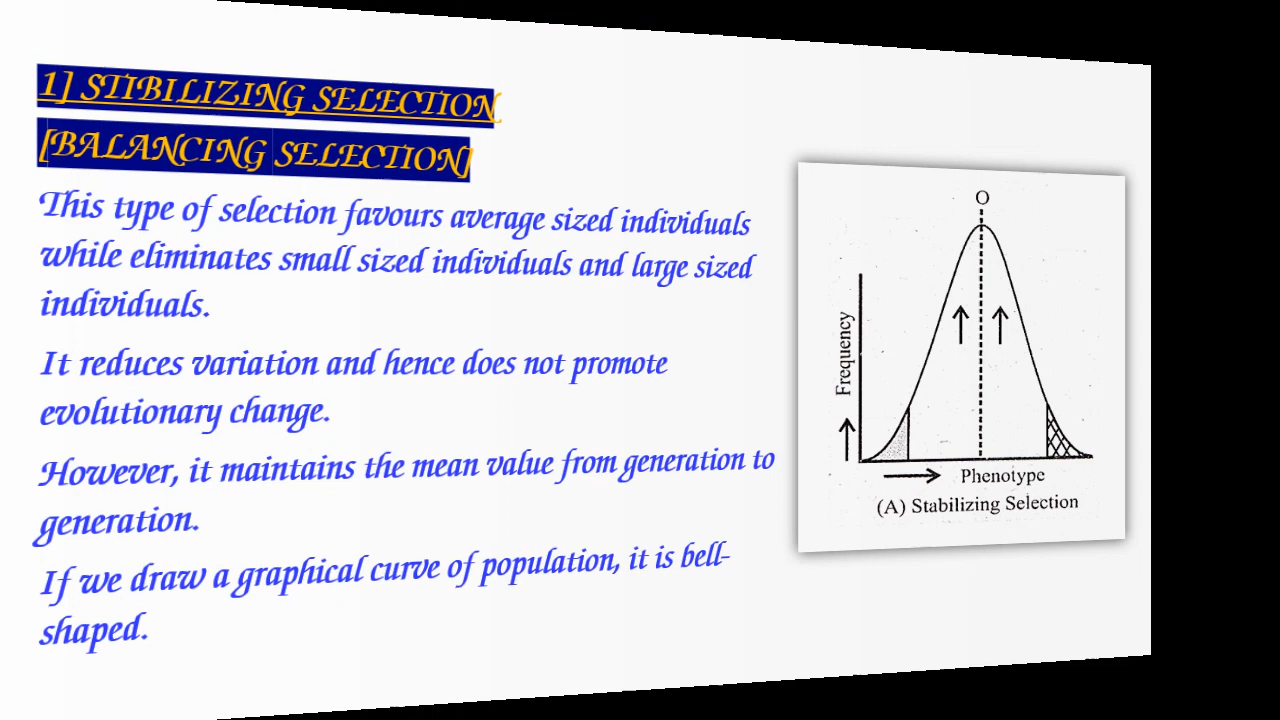 1] STIBILIZING SELECTION
[BALANCING SELECTION]
This type of selection favours average sized individuals
while eliminates small sized individuals and large sized
individuals.
It reduces variation and hence does not promote
evolutionary change.
However, it maintains the mean value from generation to
generation.
If we draw a graphical curve of population, it is bell-
shaped.
O
Frequency
Phenotype
(A) Stabilizing Selection